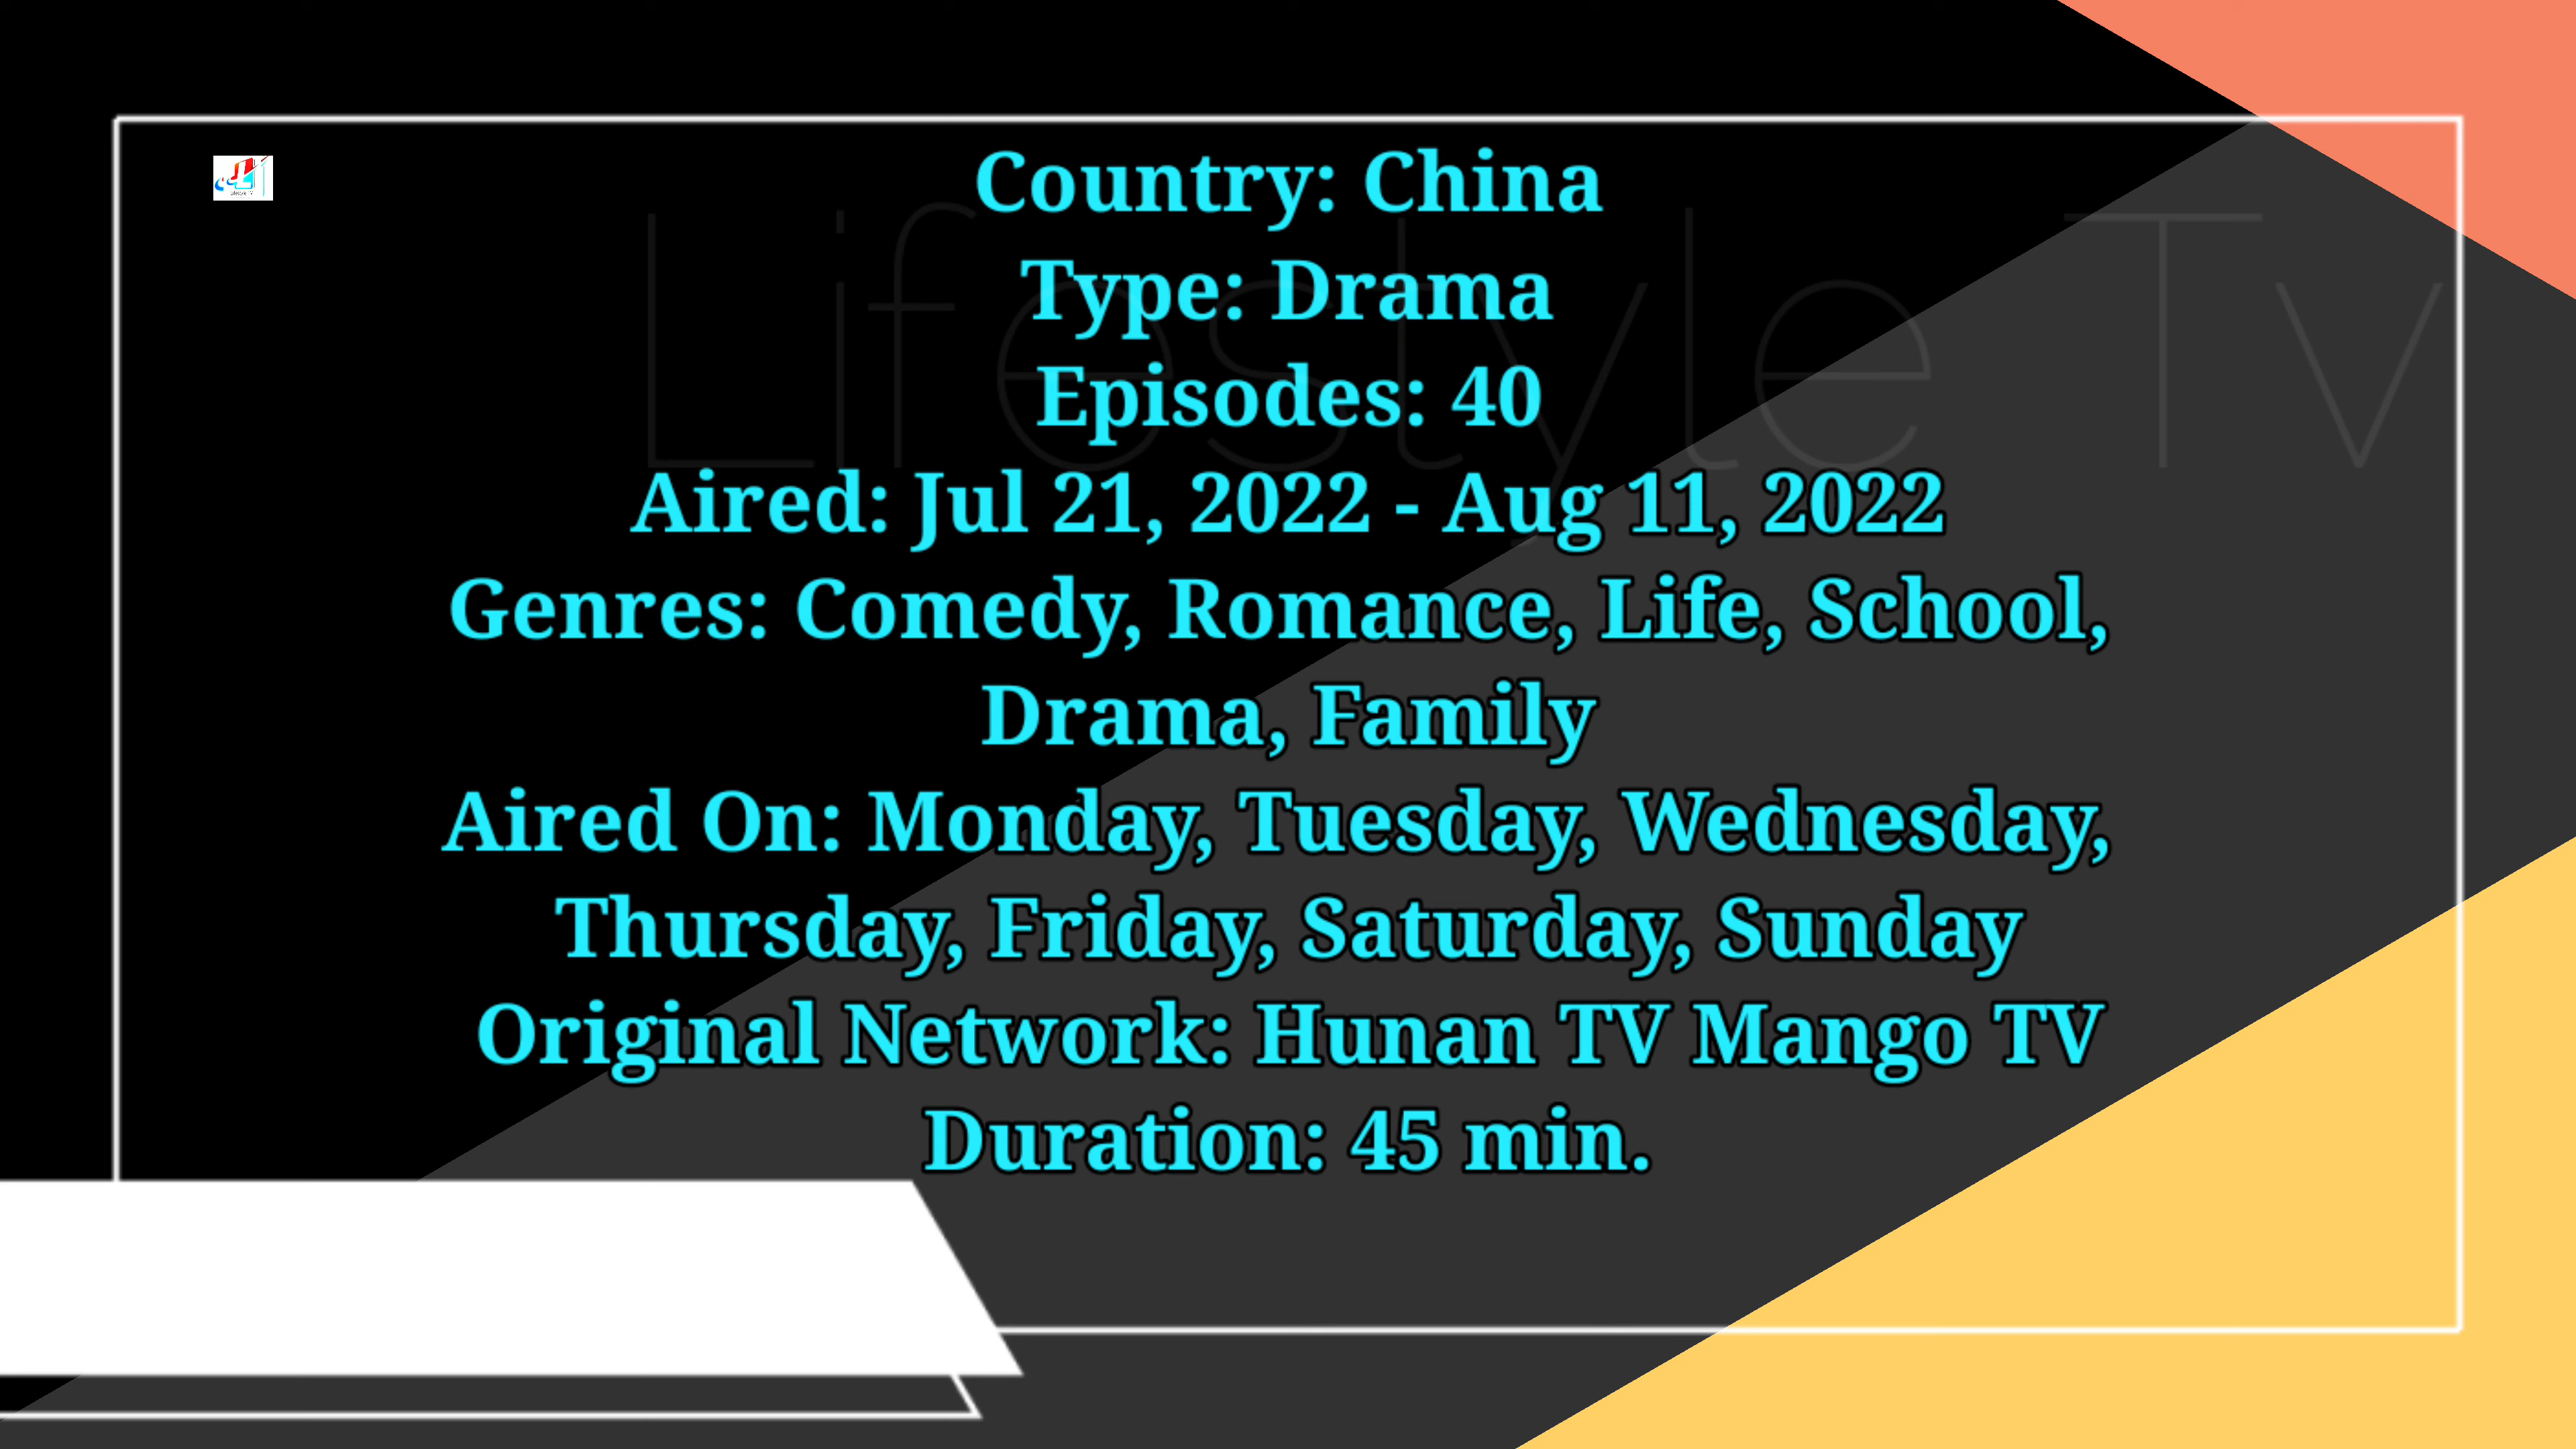 Country: China
Lifestyle Tv
Type: Drama
Episodes: 40
Aired: Jul 21, 2022 - Aug 11, 2022
Genres: Comedy, Romance, Life, School,
Drama, Family
Aired On: Monday, Tuesday, Wednesday,
Thursday, Friday, Saturday, Sunday
Original Network: Hunan TV Mango TV
Duration: 45 min.